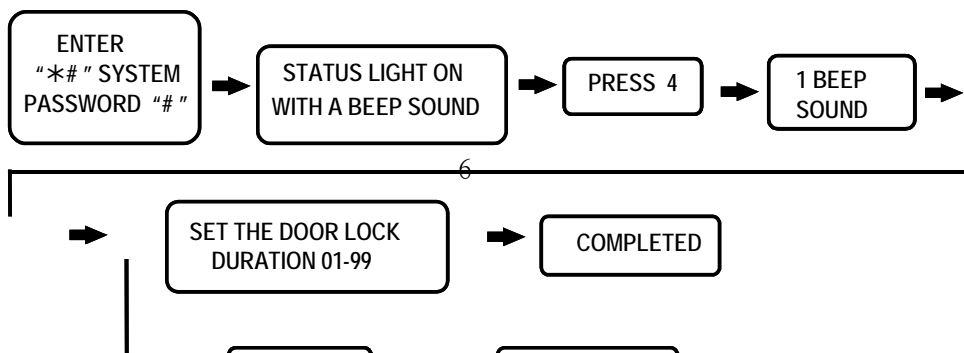 ENTER
"*#" SYSTEM
PASSWORD "#"
STATUS LIGHT ON
WITH A BEEP SOUND
PRESS 4
1 BEEP
SOUND
6
SET THE DOOR LOCK
DURATION 01-99
COMPLETED